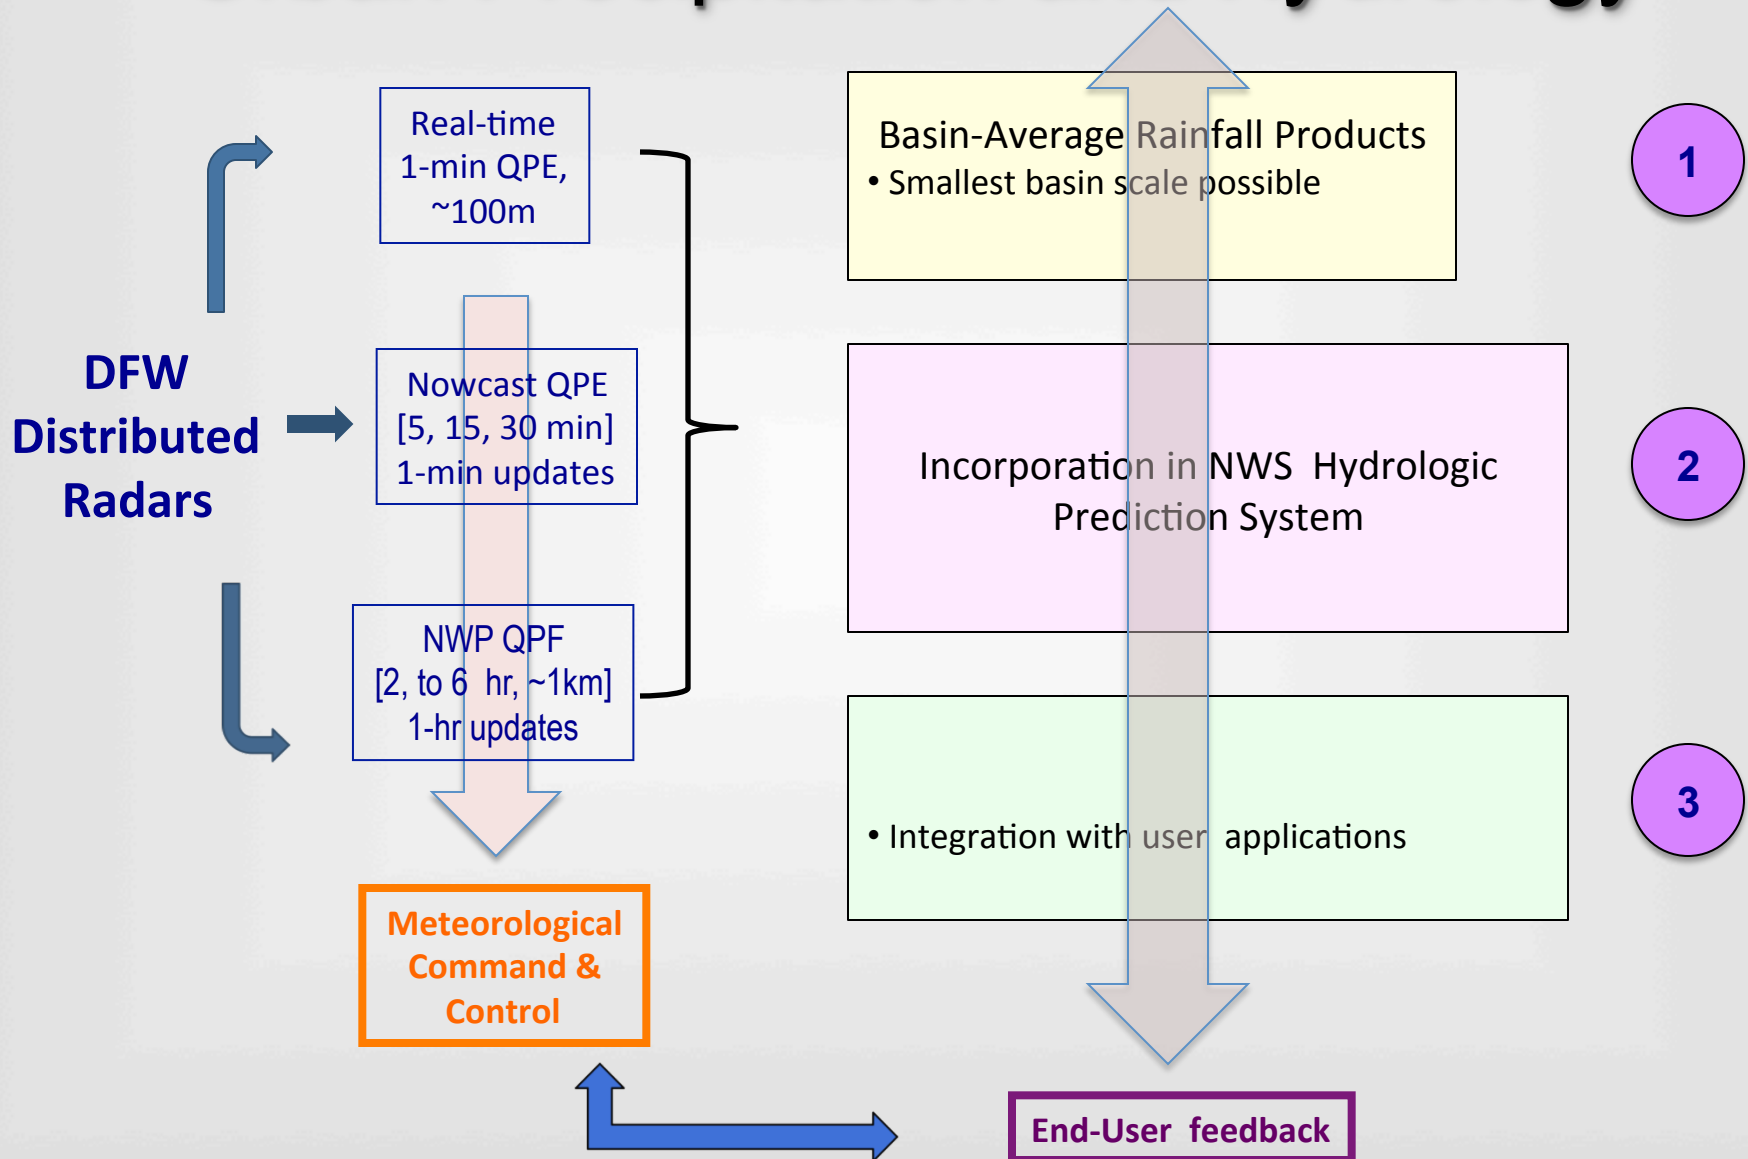 Real-time
1-min QPE,
~100m
DFW
Distributed
Radars
Nowcast QPE
[5, 15, 30 min]
1-min updates
NWP QPF
[2, to 6 hr, ~1km]
1-hr updates
Meteorological
Command &
Control
Basin-Average Rainfall Products
• Smallest basin scale possible
1
Incorporation in NWS Hydrologic
Prediction System
2
• Integration with user applications
3
End-User feedback